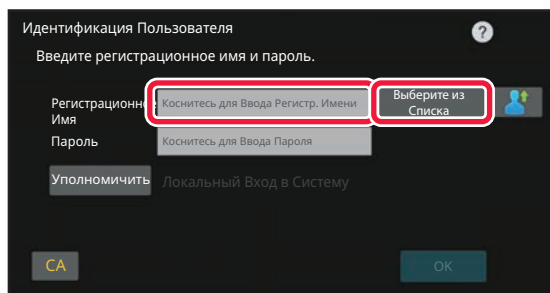 Идентификация Пользователя
?
Введите регистрационное имя и пароль.
Регистрационное Имя
Коснитесь для Ввода Регистр. Имени
Выберите из Списка
Пароль
Коснитесь для Ввода Пароля
Уполномичить
Локальный Вход в Систему
CA
OK